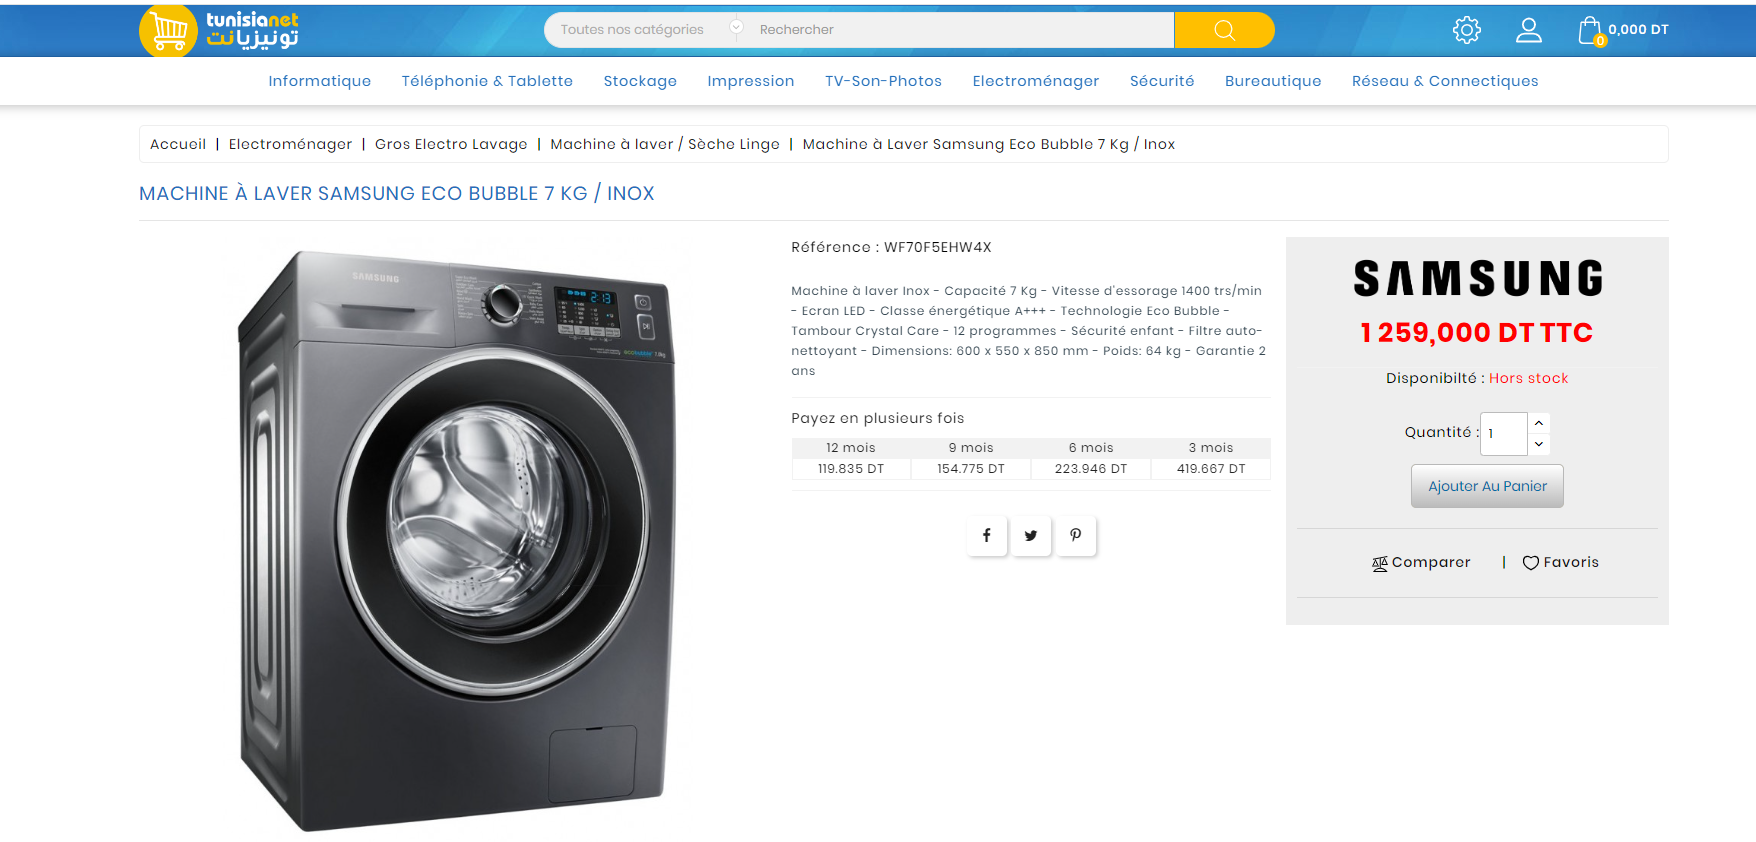 tunisianet
تونيزيانت
Toutes nos catégories
Rechercher
0
0,000 DT
Informatique
Téléphonie & Tablette
Stockage
Impression
TV-Son-Photos
Electroménager
Sécurité
Bureautique
Réseau & Connectiques
Accueil | Electroménager | Gros Electro Lavage | Machine à laver / Sèche Linge | Machine à Laver Samsung Eco Bubble 7 Kg / Inox
MACHINE À LAVER SAMSUNG ECO BUBBLE 7 KG / INOX
SAMSUNG
2:13
ecobubble 7.0kg
Référence : WF70F5EHW4X
Machine à laver Inox - Capacité 7 Kg - Vitesse d'essorage 1400 trs/min
- Ecran LED - Classe énergétique A+++ - Technologie Eco Bubble -
Tambour Crystal Care - 12 programmes - Sécurité enfant - Filtre auto-
nettoyant - Dimensions: 600 x 550 x 850 mm - Poids: 64 kg - Garantie 2
ans
Payez en plusieurs fois
12 mois 9 mois 6 mois 3 mois
119.835 DT 154.775 DT 223.946 DT 419.667 DT
SAMSUNG
1 259,000 DT TTC
Disponibilté : Hors stock
Quantité : 1
Ajouter Au Panier
Comparer | Favoris